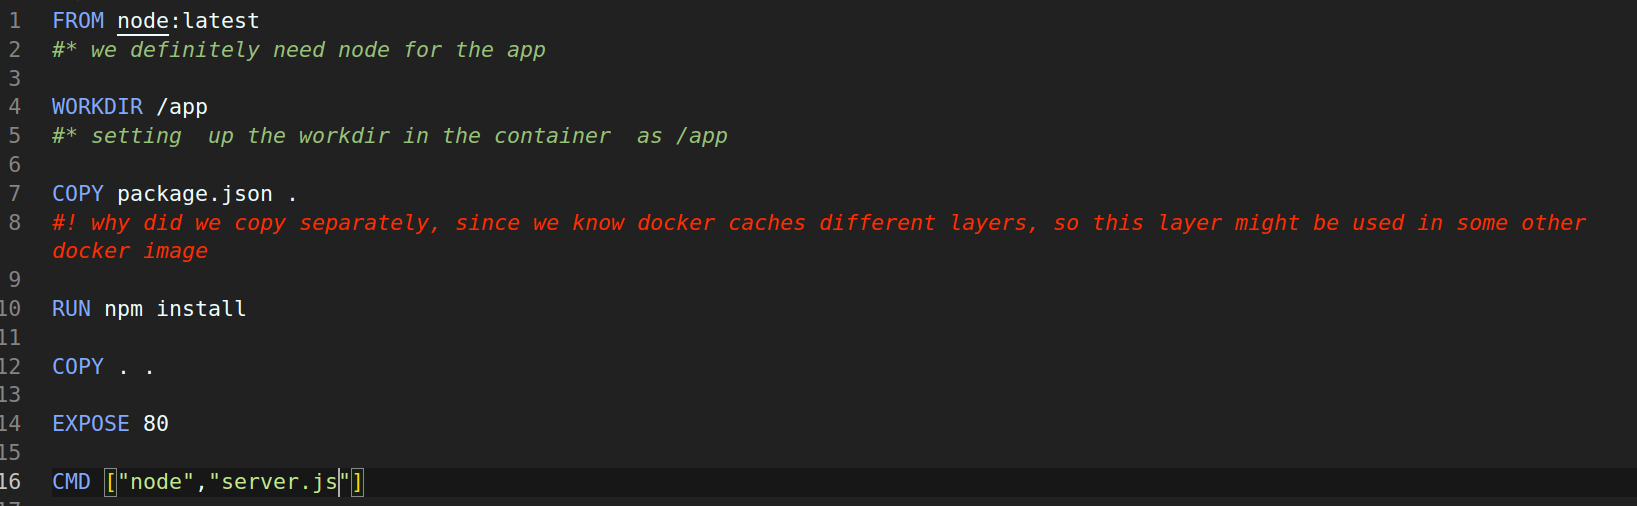 1 FROM node:latest
2 #* we definitely need node for the app
3
4 WORKDIR /app
5 #* setting  up the workdir in the container  as /app
6
7 COPY package.json .
8 #! why did we copy separately, since we know docker caches different layers, so this layer might be used in some other
docker image
9
10 RUN npm install
11
12 COPY . .
13
14 EXPOSE 80
15
16 CMD ["node","server.js"]
17